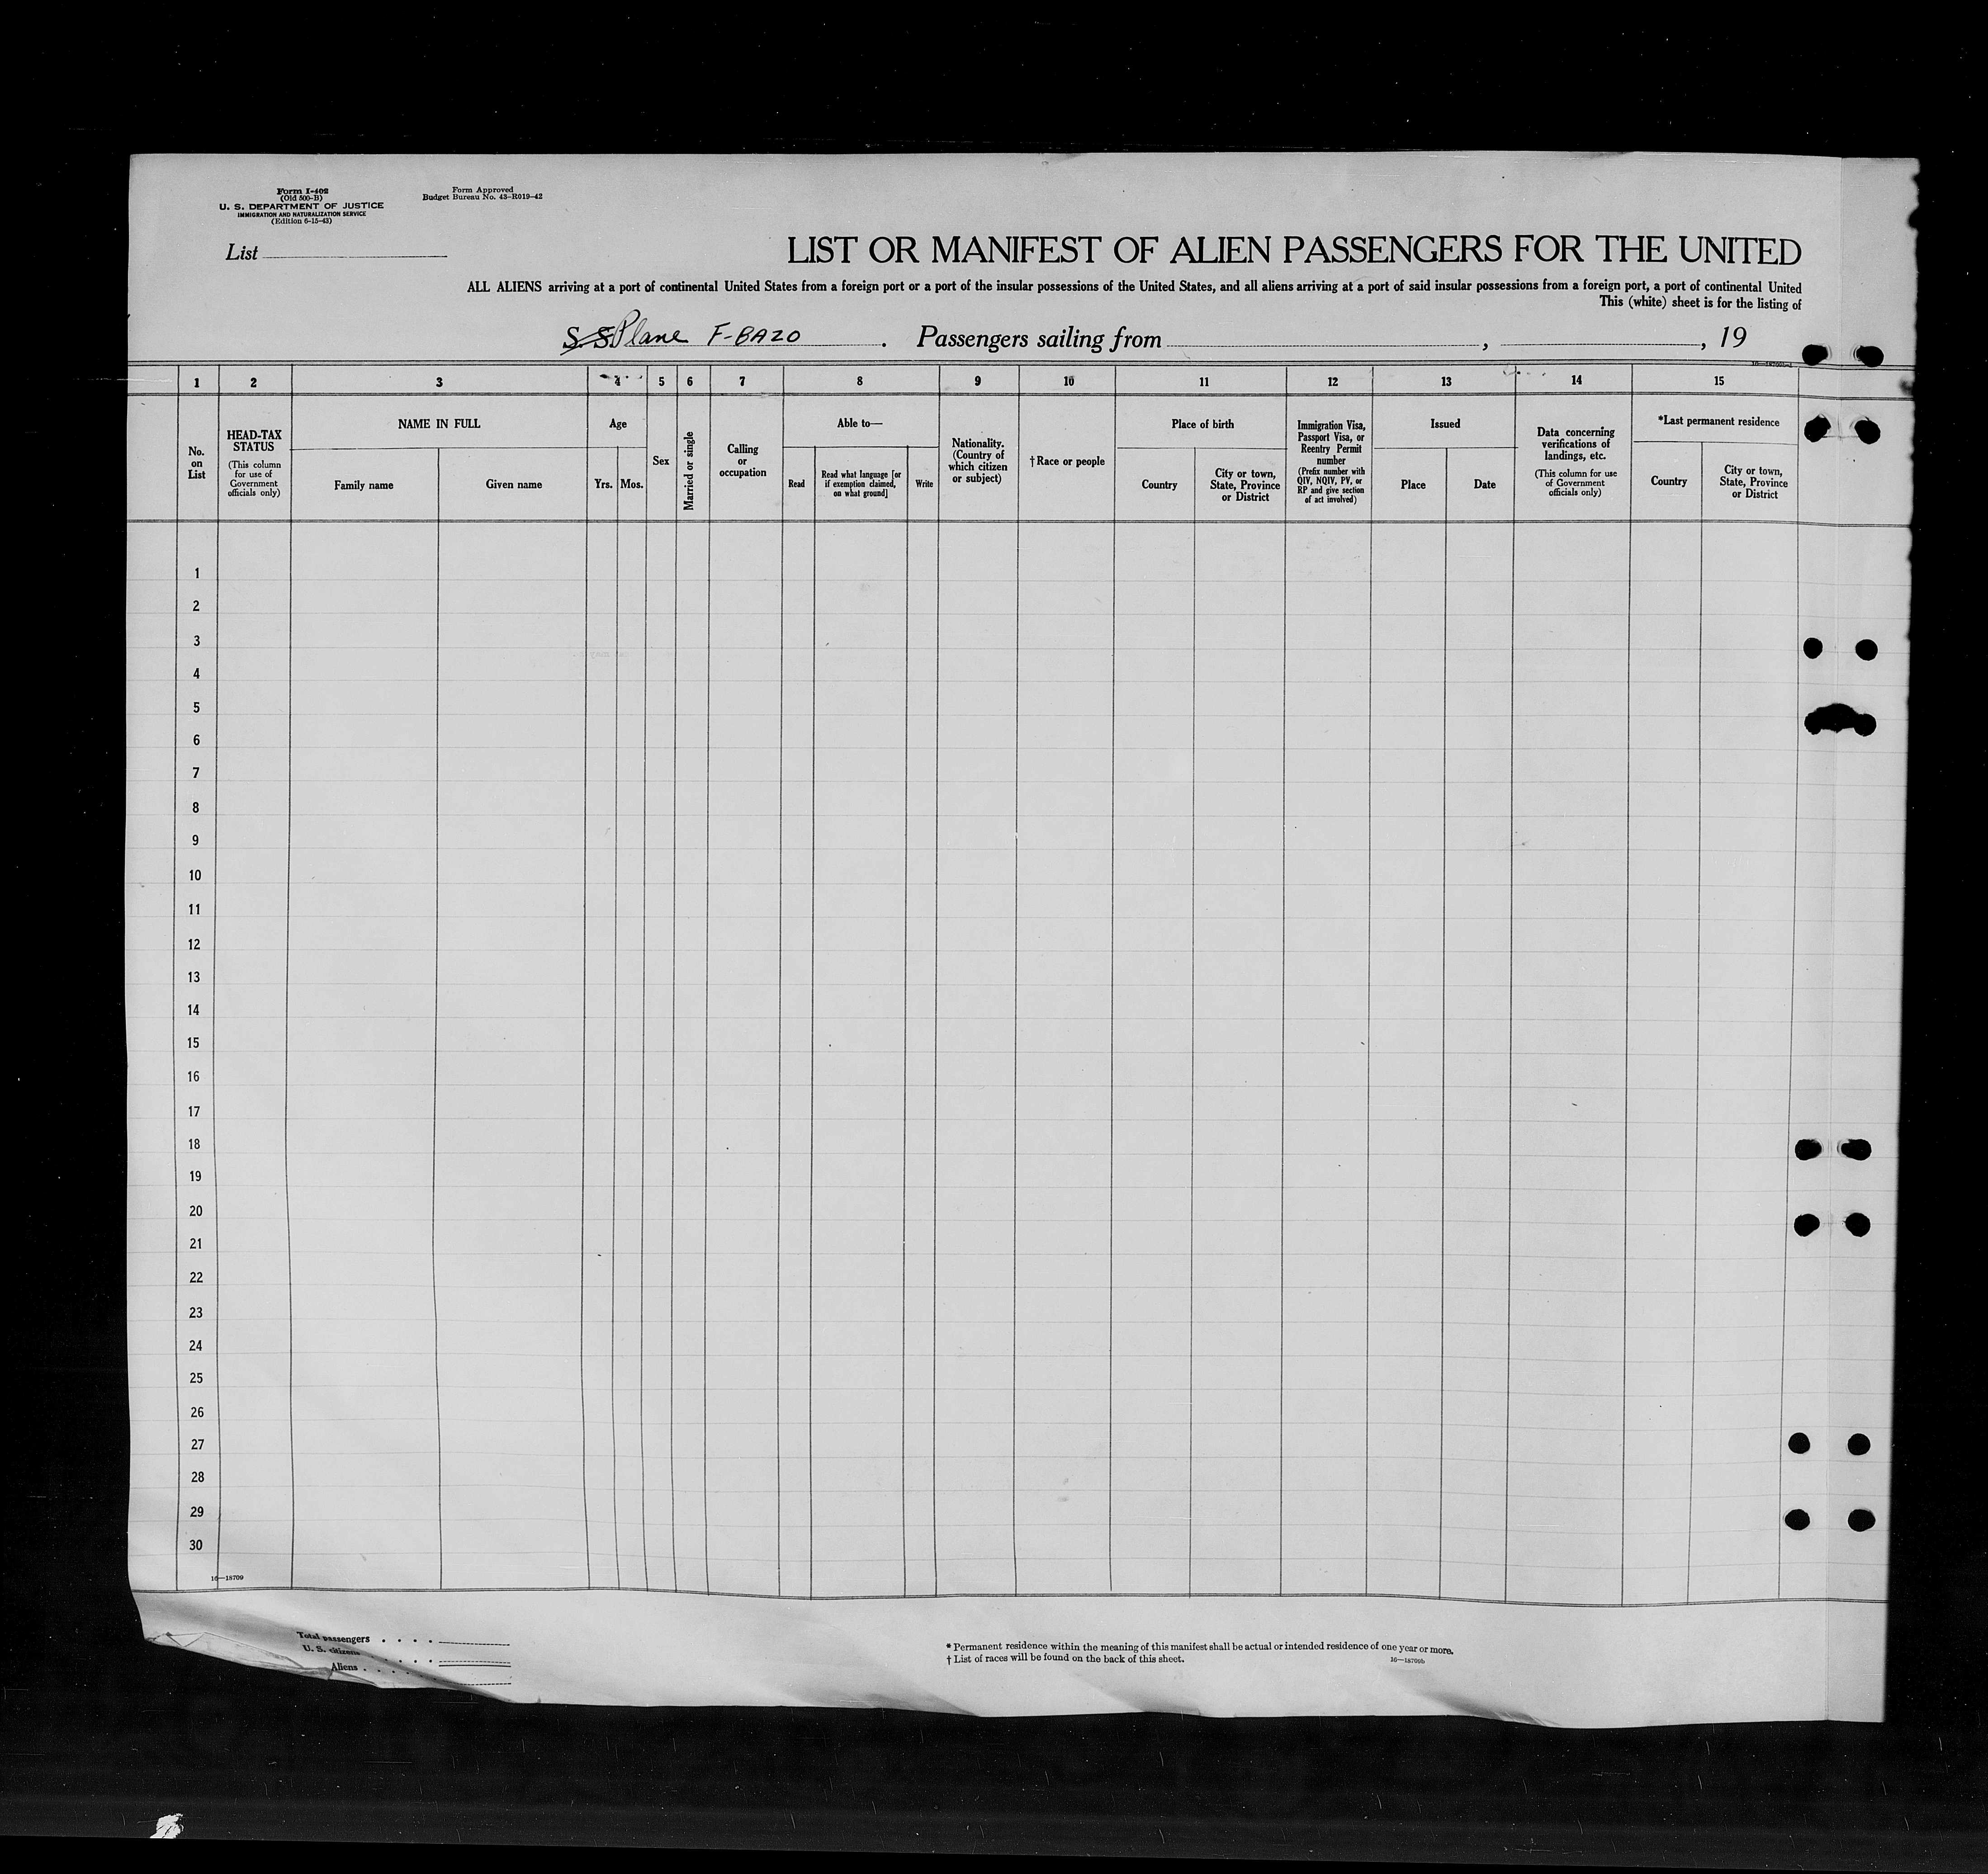 Form I-402
(Old 500-B)
U. S. DEPARTMENT OF JUSTICE
IMMIGRATION AND NATURALIZATION SERVICE
(Edition 6-15-43)
Form Approved
Budget Bureau No. 43-R019-42
List
LIST OR MANIFEST OF ALIEN PASSENGERS FOR THE UNITED
ALL ALIENS arriving at a port of continental United States from a foreign port or a port of the insular possessions of the United States, and all aliens arriving at a port of said insular possessions from a foreign port, a port of continental United
This (white) sheet is for the listing of
S. S. Plane F-BAZO . Passengers sailing from , , 19
1 2 3 4 5 6 7 8 9 10 11 12 13 14 15
No.
on
List
HEAD-TAX
STATUS
(This column
for use of
Government
officials only)
NAME IN FULL
Family name
Given name
Age
Yrs.
Mos.
Sex
Married or single
Calling
or
occupation
Able to—
Read
Read what language [or
if exemption claimed,
on what ground]
Write
Nationality.
(Country of
which citizen
or subject)
†Race or people
Place of birth
Country
City or town,
State, Province
or District
Immigration Visa,
Passport Visa, or
Reentry Permit
number
(Prefix number with
QIV, NQIV, PV, or
RP and give section
of act involved)
Issued
Place
Date
Data concerning
verifications of
landings, etc.
(This column for use
of Government
officials only)
*Last permanent residence
Country
City or town,
State, Province
or District
1
2
3
4
5
6
7
8
9
10
11
12
13
14
15
16
17
18
19
20
21
22
23
24
25
26
27
28
29
30
16—18709
Total passengers
U. S. citizens
Aliens
* Permanent residence within the meaning of this manifest shall be actual or intended residence of one year or more.
† List of races will be found on the back of this sheet.
16—18709b